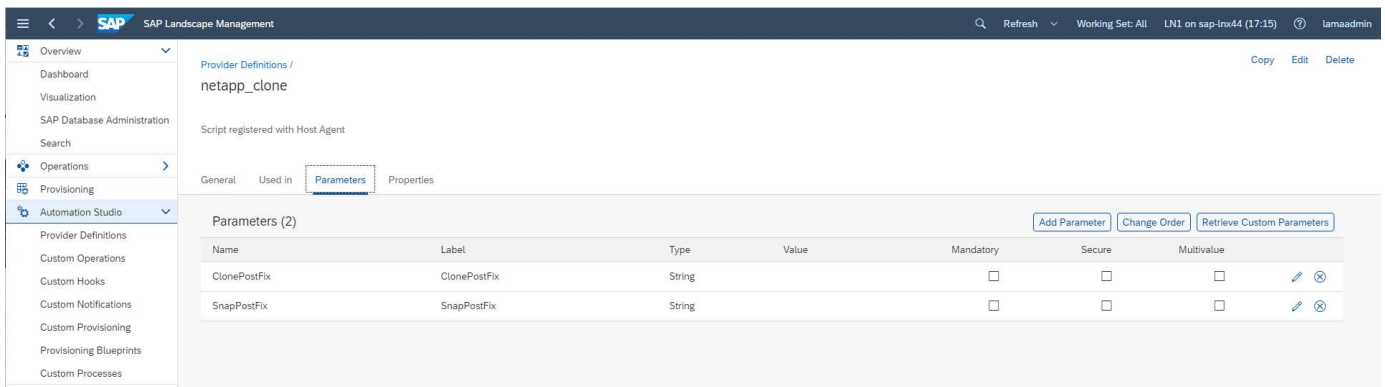 SAP SAP Landscape Management Refresh Working Set: All LN1 on sap-lnx44 (17:15) lamaadmin
Overview
Dashboard
Visualization
SAP Database Administration
Search
Operations
Provisioning
Automation Studio
Provider Definitions
Custom Operations
Custom Hooks
Custom Notifications
Custom Provisioning
Provisioning Blueprints
Custom Processes
Provider Definitions /
Copy Edit Delete
netapp_clone
Script registered with Host Agent
General Used in Parameters Properties
Parameters (2) Add Parameter Change Order Retrieve Custom Parameters
Name Label Type Value Mandatory Secure Multivalue
ClonePostFix ClonePostFix String
SnapPostFix SnapPostFix String